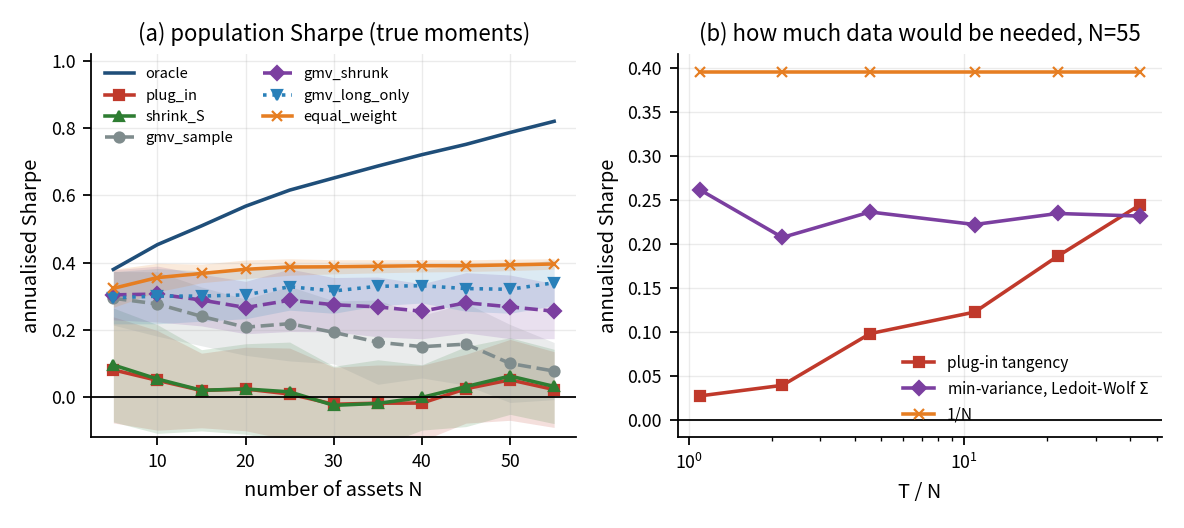 (a) population Sharpe (true moments)
annualised Sharpe
1.0
0.8
0.6
0.4
0.2
0.0
oracle
plug_in
shrink_S
gmv_sample
gmv_shrunk
gmv_long_only
equal_weight
10
20
30
40
50
number of assets N
(b) how much data would be needed, N=55
annualised Sharpe
0.40
0.35
0.30
0.25
0.20
0.15
0.10
0.05
0.00
plug-in tangency
min-variance, Ledoit-Wolf Σ
1/N
10⁰
10¹
T / N